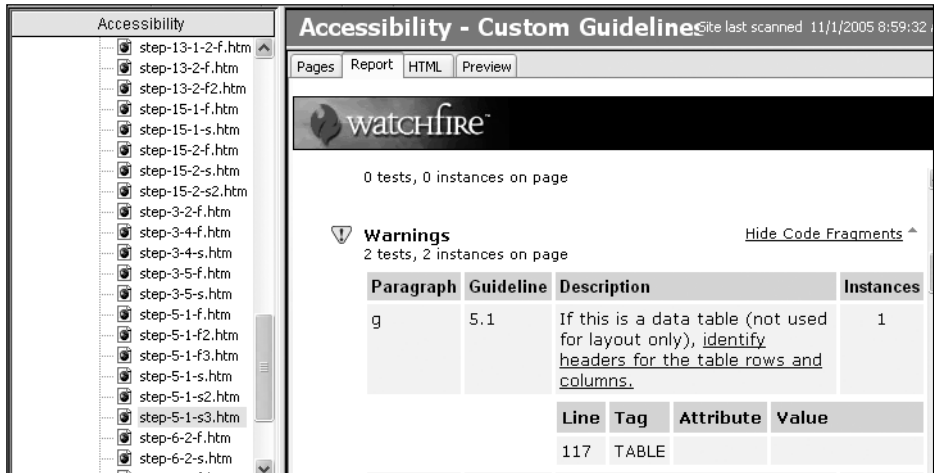 Accessibility
step-13-1-2-f.htm
step-13-2-f.htm
step-13-2-f2.htm
step-15-1-f.htm
step-15-1-s.htm
step-15-2-f.htm
step-15-2-s.htm
step-15-2-s2.htm
step-3-2-f.htm
step-3-4-f.htm
step-3-4-s.htm
step-3-5-f.htm
step-3-5-s.htm
step-5-1-f.htm
step-5-1-f2.htm
step-5-1-f3.htm
step-5-1-s.htm
step-5-1-s2.htm
step-5-1-s3.htm
step-6-2-f.htm
step-6-2-s.htm
Accessibility - Custom Guidelines
Site last scanned 11/1/2005 8:59:32
Pages Report HTML Preview
watchfire
0 tests, 0 instances on page
Warnings
Hide Code Fragments
2 tests, 2 instances on page
Paragraph Guideline Description Instances
g 5.1 If this is a data table (not used 1
for layout only), identify
headers for the table rows and
columns.
Line Tag Attribute Value
117 TABLE